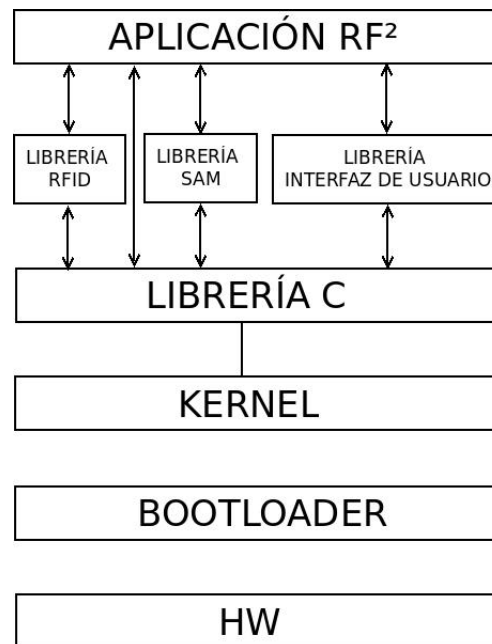 APLICACIÓN RF²
LIBRERÍA
RFID
LIBRERÍA
SAM
LIBRERÍA
INTERFAZ DE USUARIO
LIBRERÍA C
KERNEL
BOOTLOADER
HW